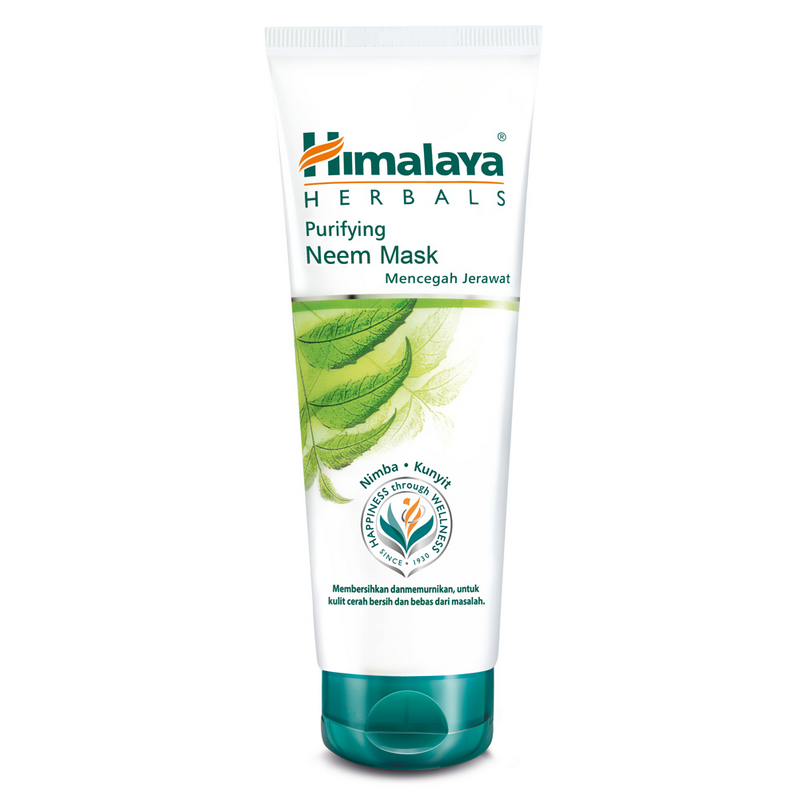 Himalaya®
HERBALS
Purifying
Neem Mask
Mencegah Jerawat
Nimba • Kunyit
HAPPINESS through WELLNESS
SINCE • 1930
Membersihkan danmemurnikan, untuk
kulit cerah bersih dan bebas dari masalah.